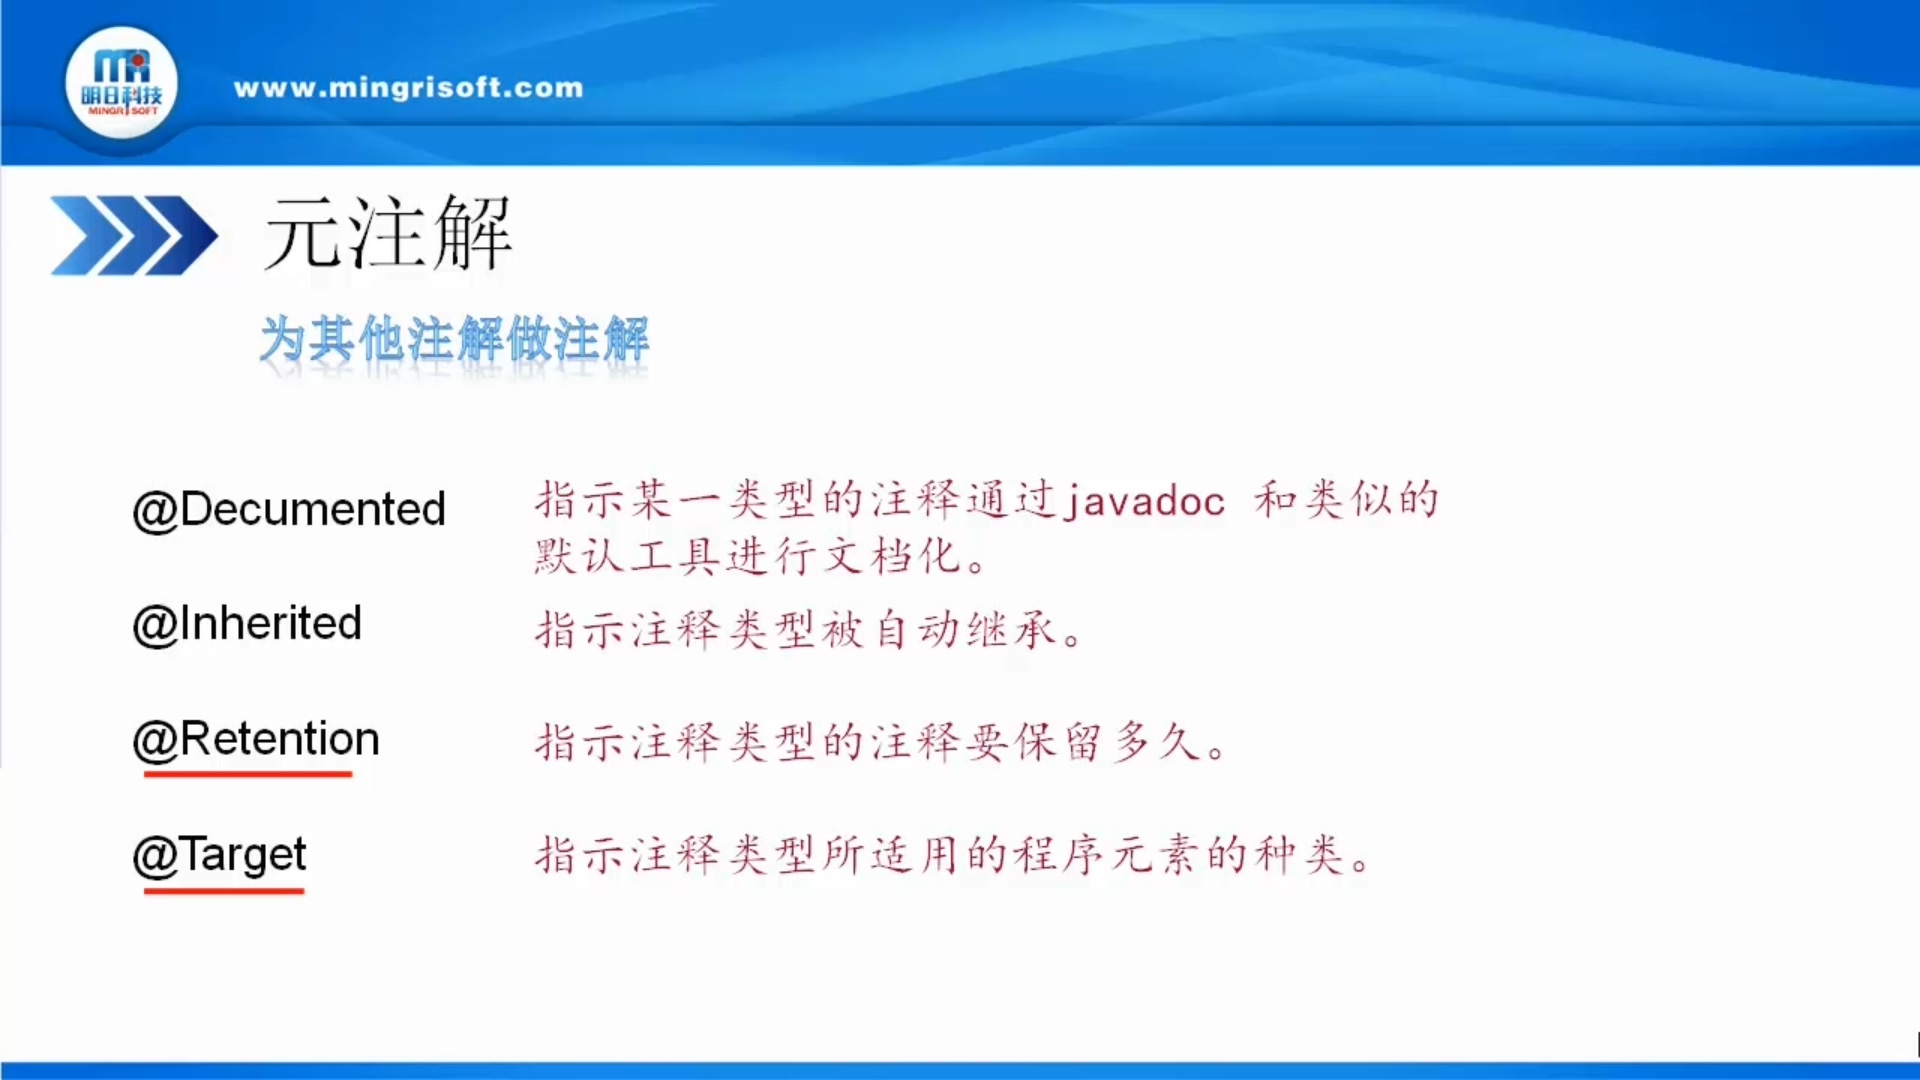 明日科技
MINGRISOFT
www.mingrisoft.com
元注解
为其他注解做注解
@Decumented
指示某一类型的注释通过javadoc 和类似的
默认工具进行文档化。
@Inherited
指示注释类型被自动继承。
@Retention
指示注释类型的注释要保留多久。
@Target
指示注释类型所适用的程序元素的种类。